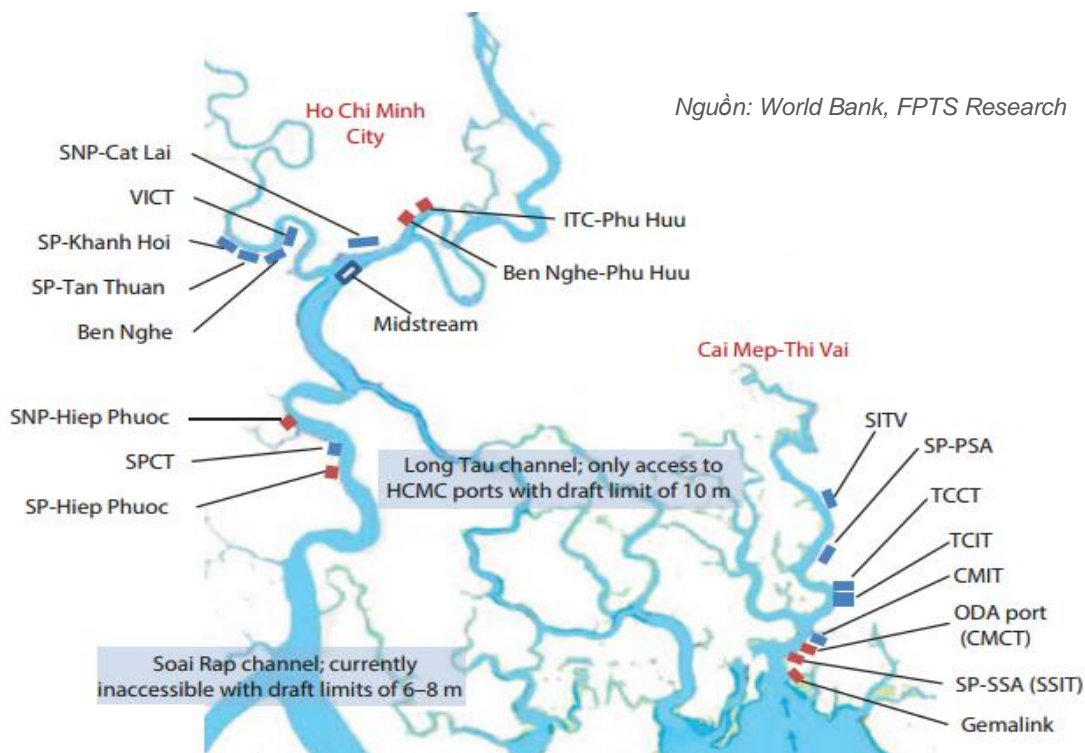 Ho Chi Minh
City
Nguồn: World Bank, FPTS Research
SNP-Cat Lai
VICT
SP-Khanh Hoi
SP-Tan Thuan
Ben Nghe
ITC-Phu Huu
Ben Nghe-Phu Huu
Midstream
Cai Mep-Thi Vai
SNP-Hiep Phuoc
SPCT
SP-Hiep Phuoc
Long Tau channel; only access to
HCMC ports with draft limit of 10 m
SITV
SP-PSA
TCCT
TCIT
CMIT
ODA port
(CMCT)
SP-SSA (SSIT)
Gemalink
Soai Rap channel; currently
inaccessible with draft limits of 6–8 m